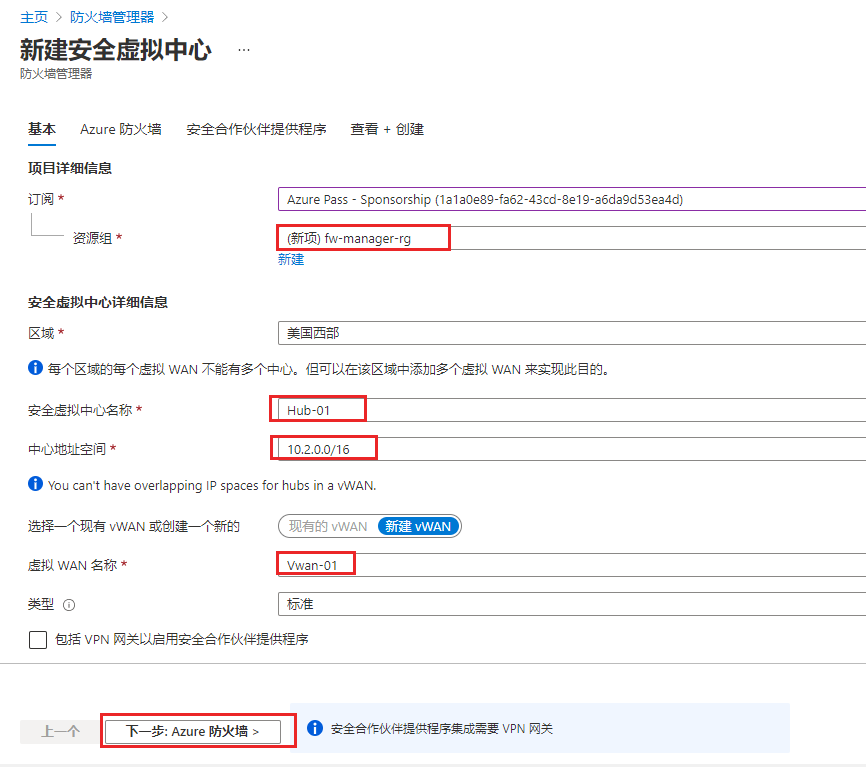 主页 > 防火墙管理器 >
新建安全虚拟中心 ...
防火墙管理器
基本 Azure 防火墙 安全合作伙伴提供程序 查看 + 创建
项目详细信息
订阅 * Azure Pass - Sponsorship (1a1a0e89-fa62-43cd-8e19-a6da9d53ea4d)
资源组 * (新项) fw-manager-rg
新建
安全虚拟中心详细信息
区域 * 美国西部
每个区域的每个虚拟 WAN 不能有多个中心。但可以在该区域中添加多个虚拟 WAN 来实现此目的。
安全虚拟中心名称 * Hub-01
中心地址空间 * 10.2.0.0/16
You can't have overlapping IP spaces for hubs in a vWAN.
选择一个现有 vWAN 或创建一个新的 现有的 vWAN 新建 vWAN
虚拟 WAN 名称 * Vwan-01
类型 标准
包括 VPN 网关以启用安全合作伙伴提供程序
上一个 下一步: Azure 防火墙 > 安全合作伙伴提供程序集成需要 VPN 网关